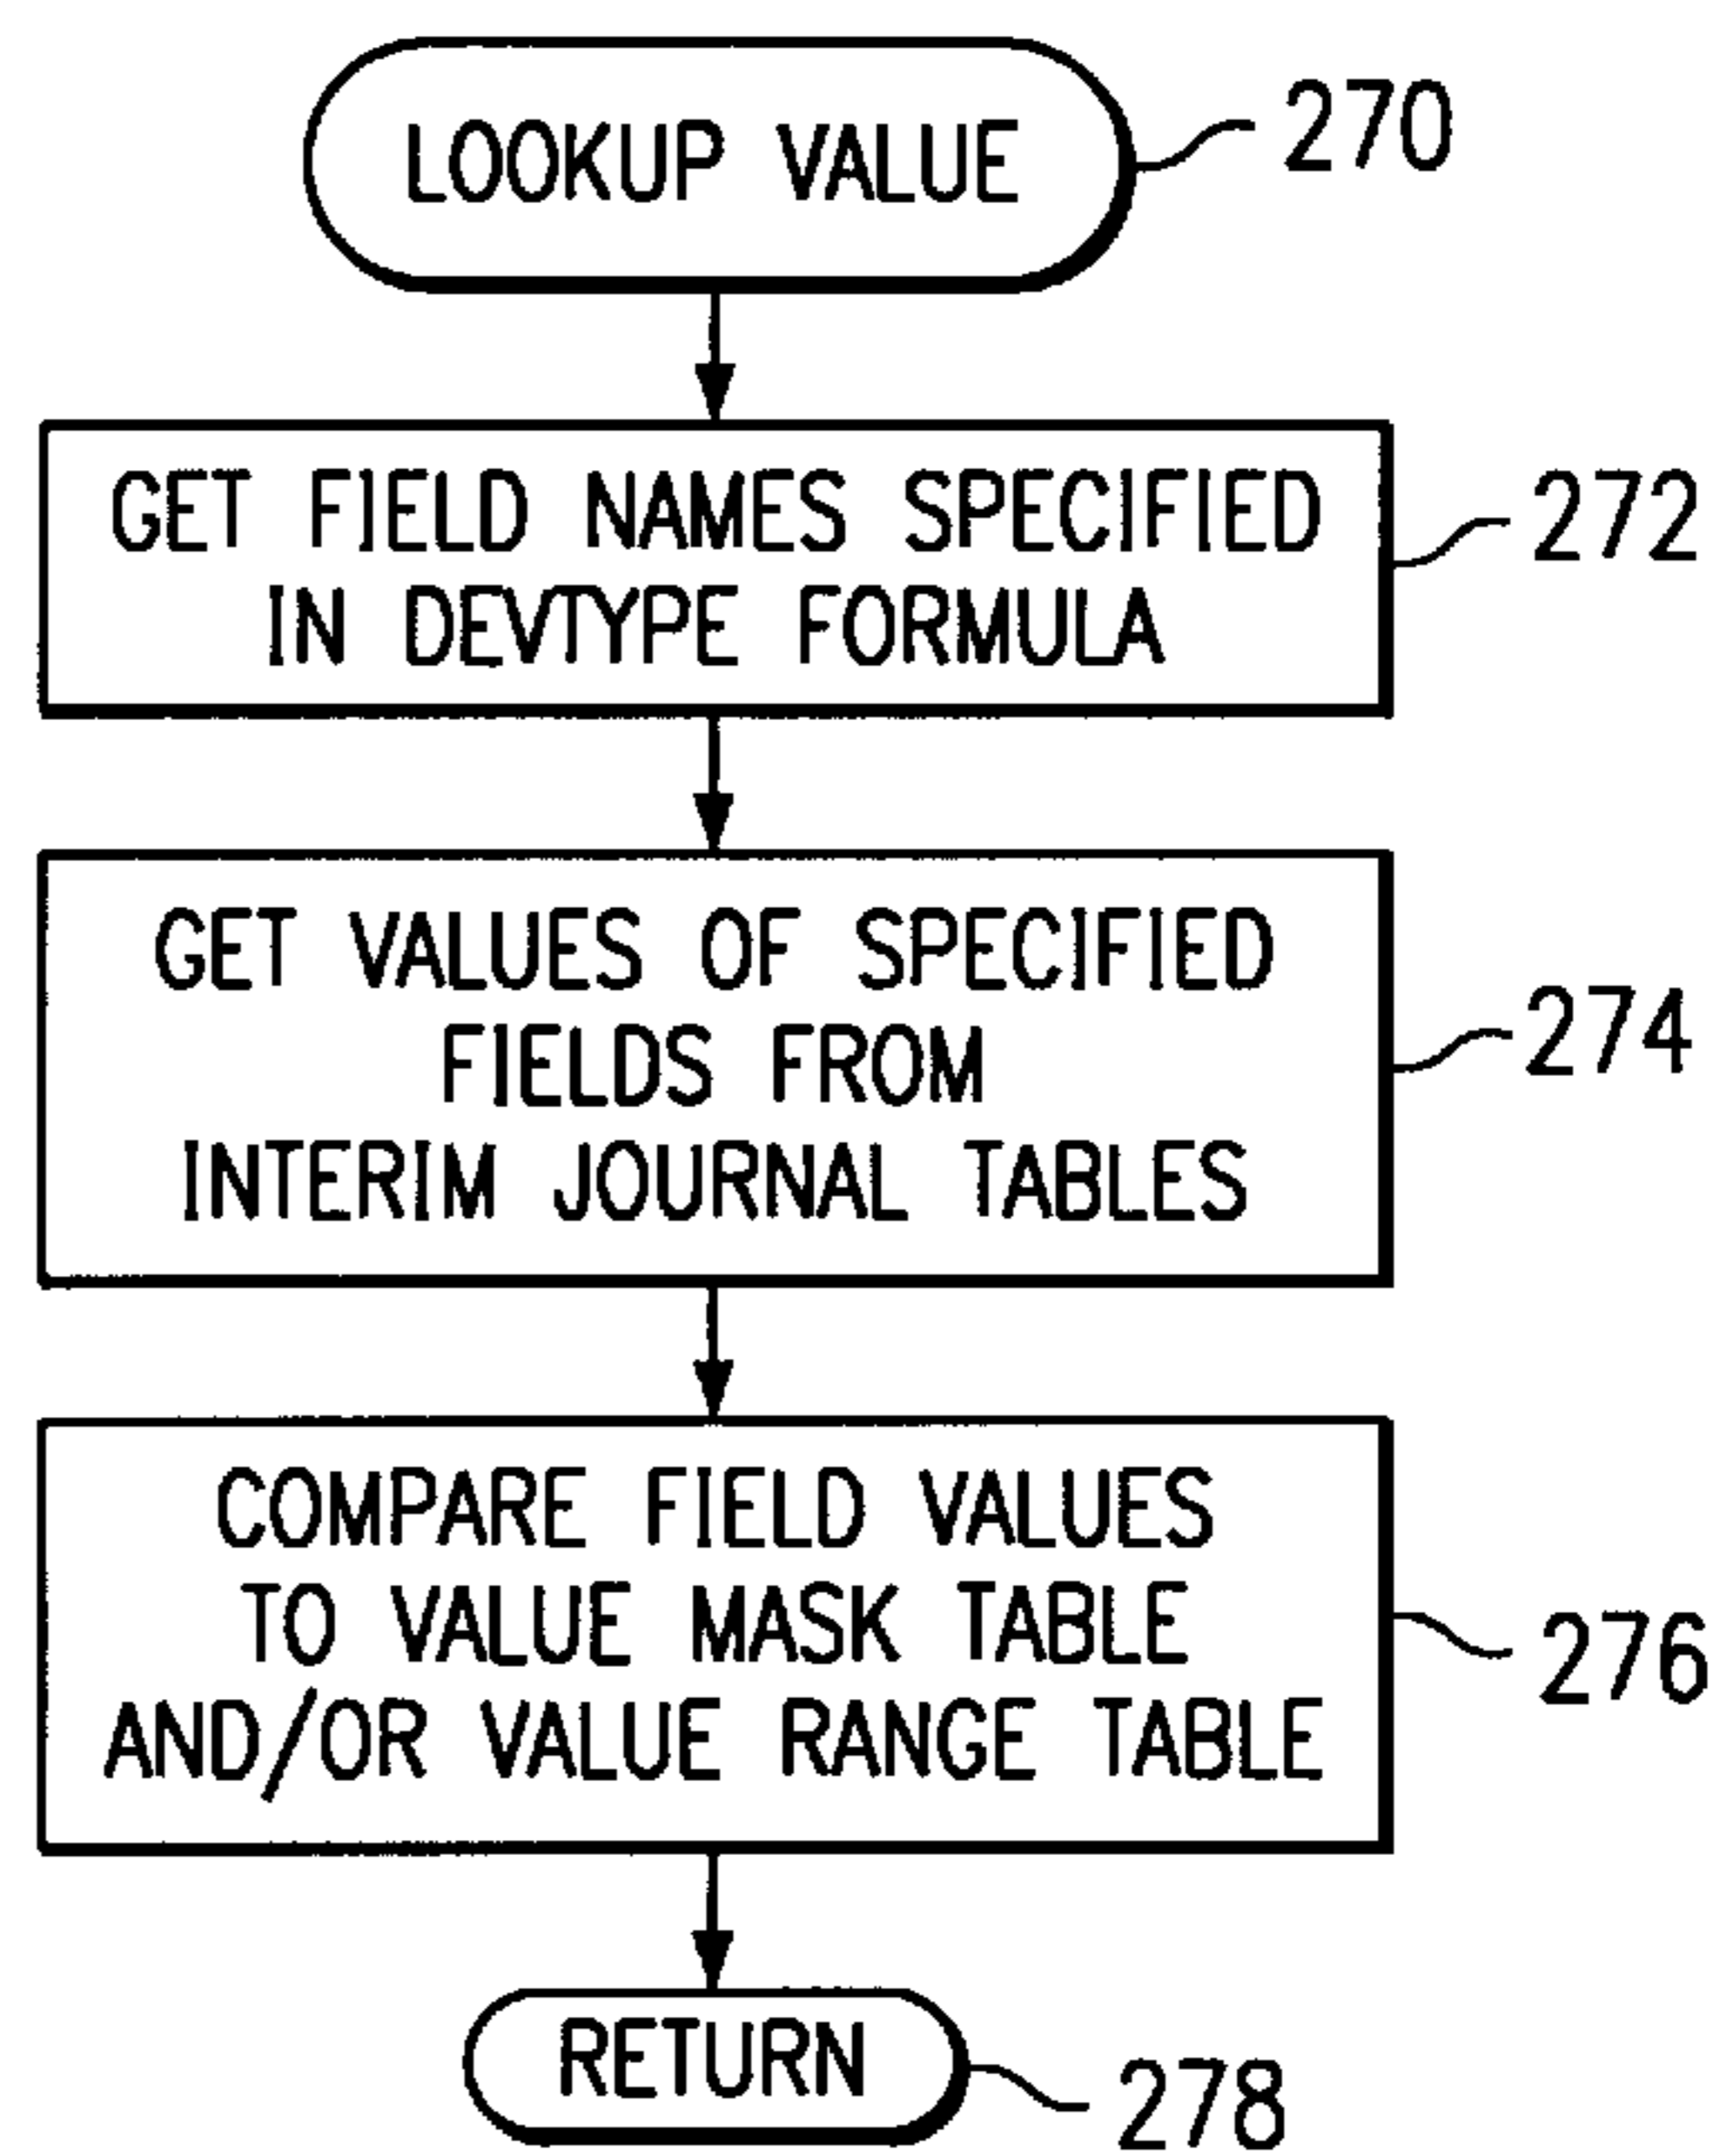 LOOKUP VALUE
270
GET FIELD NAMES SPECIFIED
IN DEVTYPE FORMULA
272
GET VALUES OF SPECIFIED
FIELDS FROM
INTERIM JOURNAL TABLES
274
COMPARE FIELD VALUES
TO VALUE MASK TABLE
AND/OR VALUE RANGE TABLE
276
RETURN
278